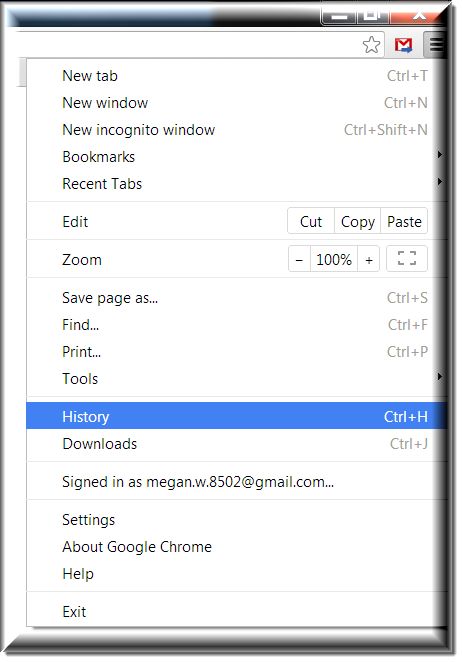 New tab Ctrl+T
New window Ctrl+N
New incognito window Ctrl+Shift+N
Bookmarks
Recent Tabs
Edit Cut Copy Paste
Zoom − 100% +
Save page as... Ctrl+S
Find... Ctrl+F
Print... Ctrl+P
Tools
History Ctrl+H
Downloads Ctrl+J
Signed in as megan.w.8502@gmail.com...
Settings
About Google Chrome
Help
Exit